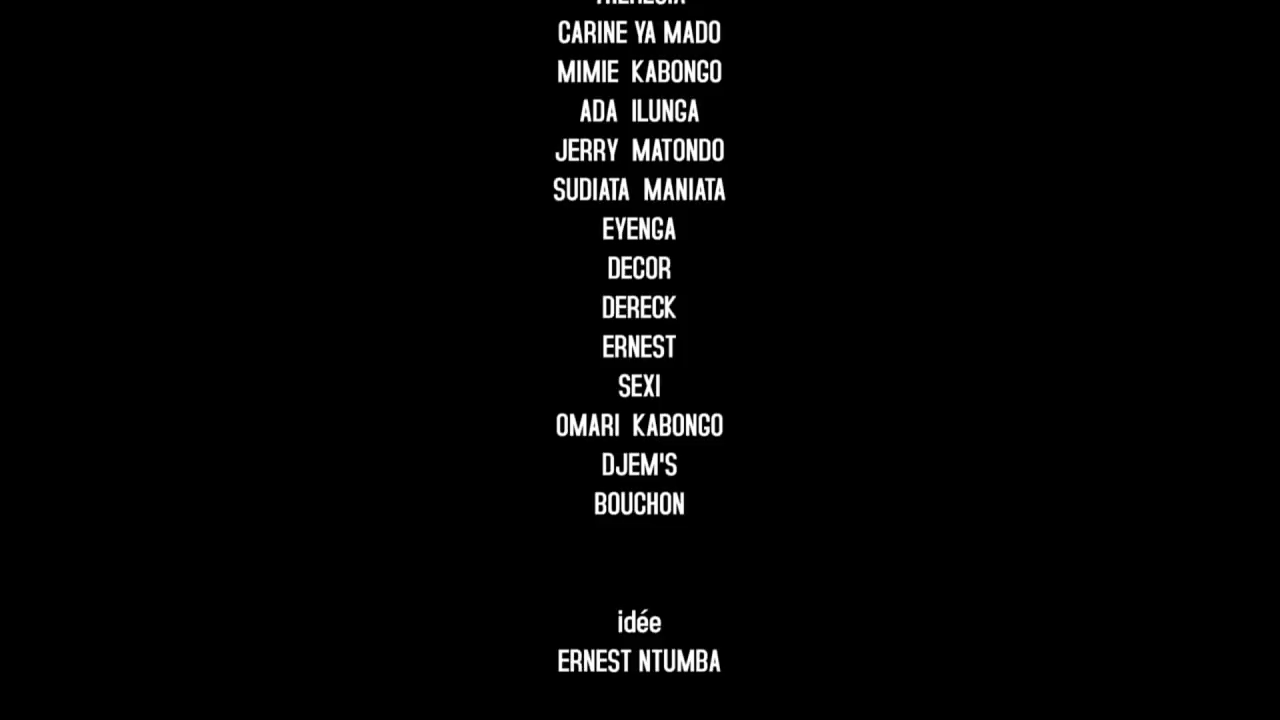 CARINE YA MADO
MIMIE KABONGO
ADA ILUNGA
JERRY MATONDO
SUDIATA MANIATA
EYENGA
DECOR
DERECK
ERNEST
SEXI
OMARI KABONGO
DJEM'S
BOUCHON
idée
ERNEST NTUMBA